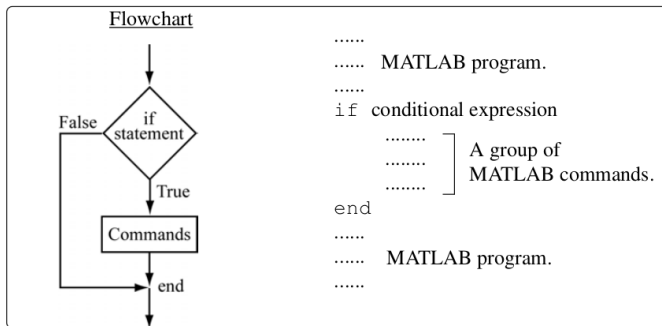 Flowchart
False
if
statement
True
Commands
end
......
...... MATLAB program.
......
if conditional expression
........
........
........
A group of
MATLAB commands.
end
......
...... MATLAB program.
......